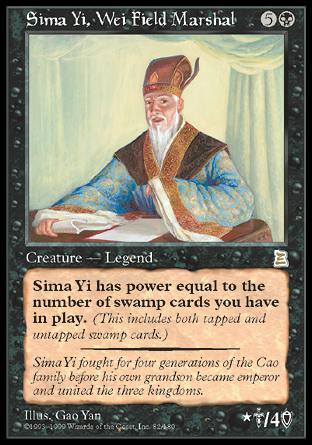 Sima Yi, Wei Field Marshal 5
Creature — Legend
Sima Yi has power equal to the
number of swamp cards you have
in play. (This includes both tapped and
untapped swamp cards.)
Sima Yi fought for four generations of the Cao
family before his own grandson became emperor
and united the three kingdoms.
Illus. Gao Yan
©1993–1999 Wizards of the Coast, Inc. 82/180
*/4